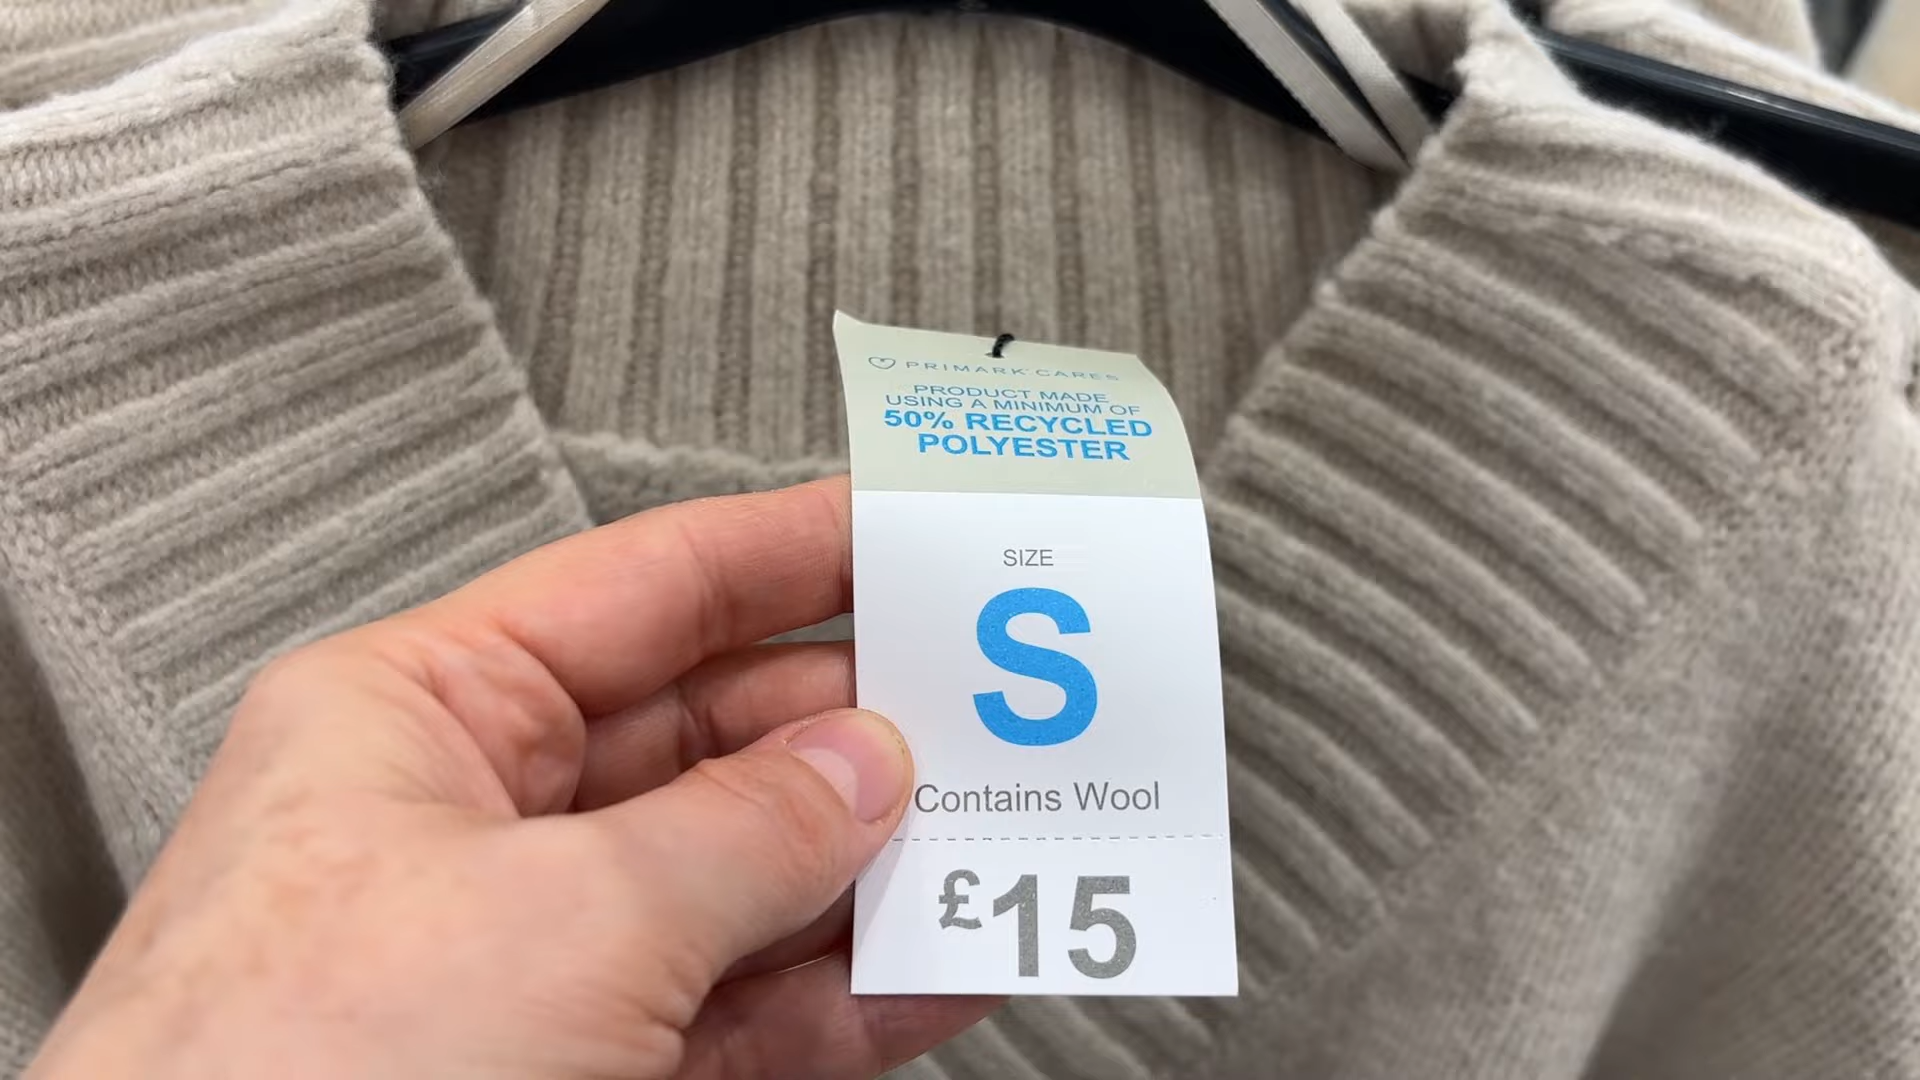 PRIMARK CARES
PRODUCT MADE
USING A MINIMUM OF
50% RECYCLED
POLYESTER
SIZE
S
Contains Wool
£15